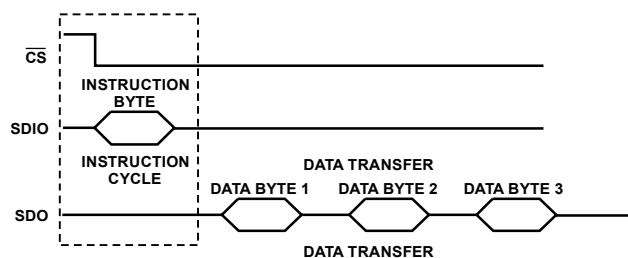 CS
INSTRUCTION
BYTE
SDIO
INSTRUCTION
CYCLE
DATA TRANSFER
DATA BYTE 1 DATA BYTE 2 DATA BYTE 3
SDO
DATA TRANSFER